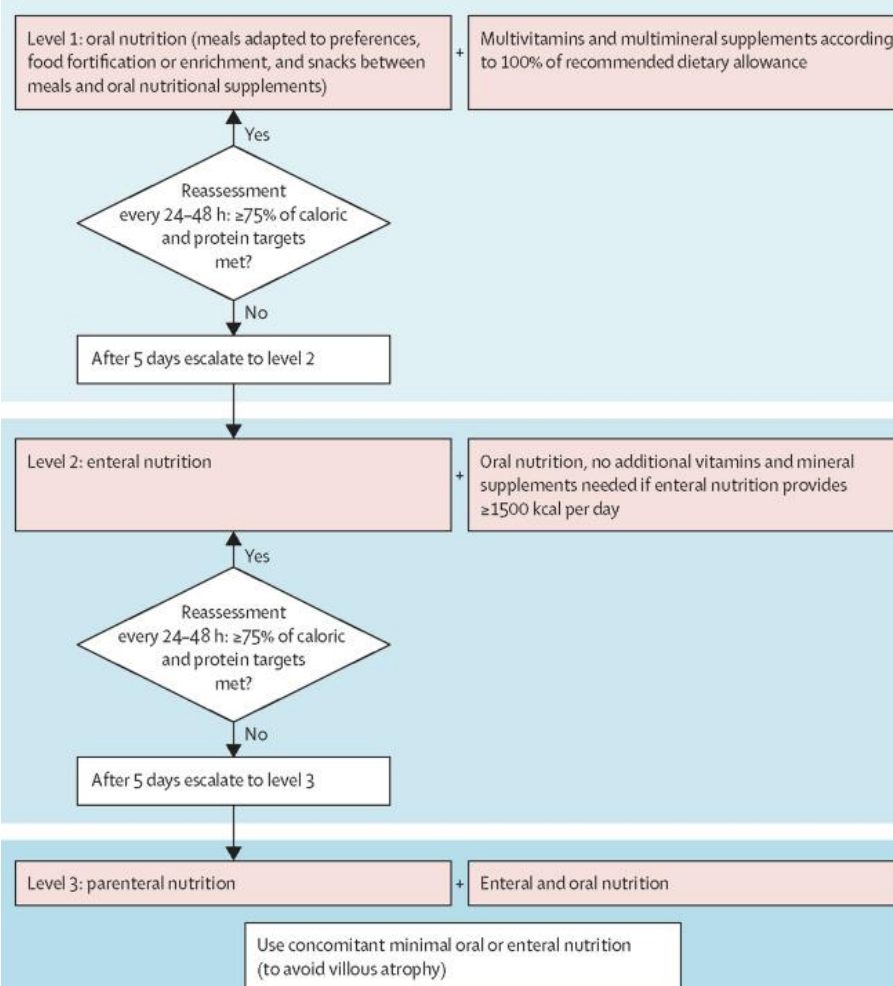 Level 1: oral nutrition (meals adapted to preferences,
food fortification or enrichment, and snacks between
meals and oral nutritional supplements)
+
Multivitamins and multimineral supplements according
to 100% of recommended dietary allowance
Yes
Reassessment
every 24–48 h: ≥75% of caloric
and protein targets
met?
No
After 5 days escalate to level 2
Level 2: enteral nutrition
+
Oral nutrition, no additional vitamins and mineral
supplements needed if enteral nutrition provides
≥1500 kcal per day
Yes
Reassessment
every 24–48 h: ≥75% of caloric
and protein targets
met?
No
After 5 days escalate to level 3
Level 3: parenteral nutrition
+
Enteral and oral nutrition
Use concomitant minimal oral or enteral nutrition
(to avoid villous atrophy)